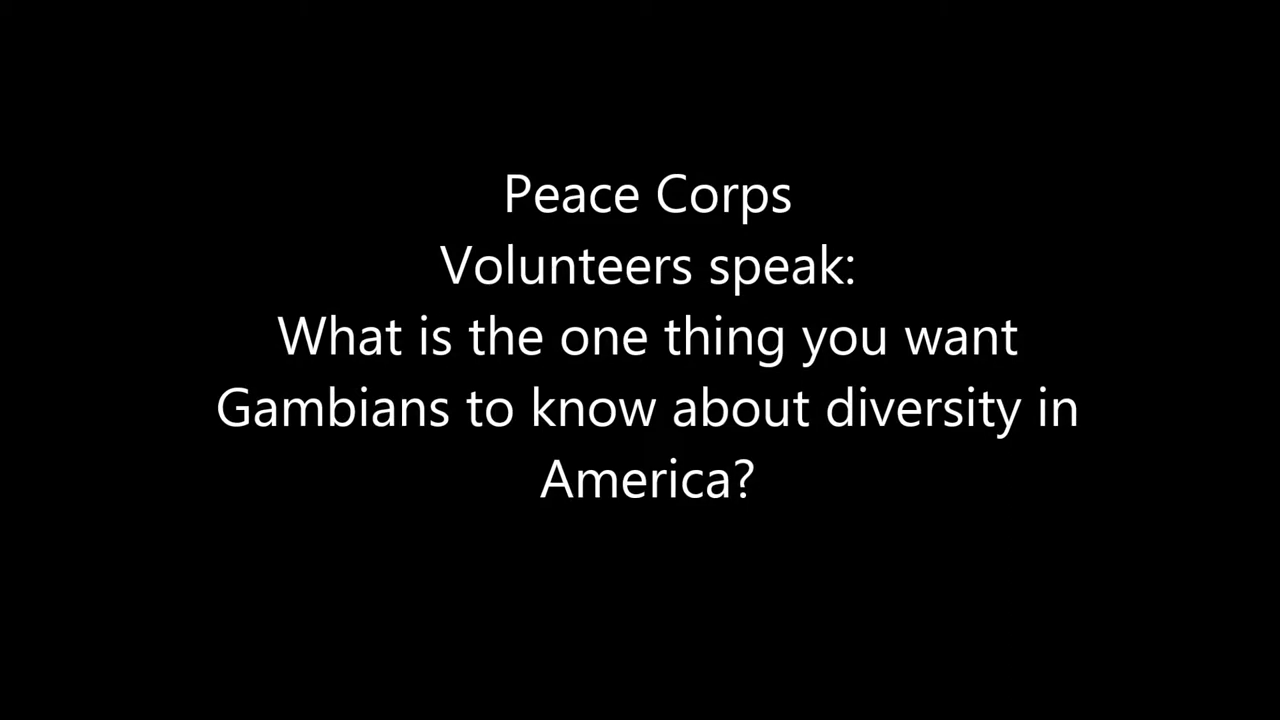 Peace Corps
Volunteers speak:
What is the one thing you want
Gambians to know about diversity in
America?